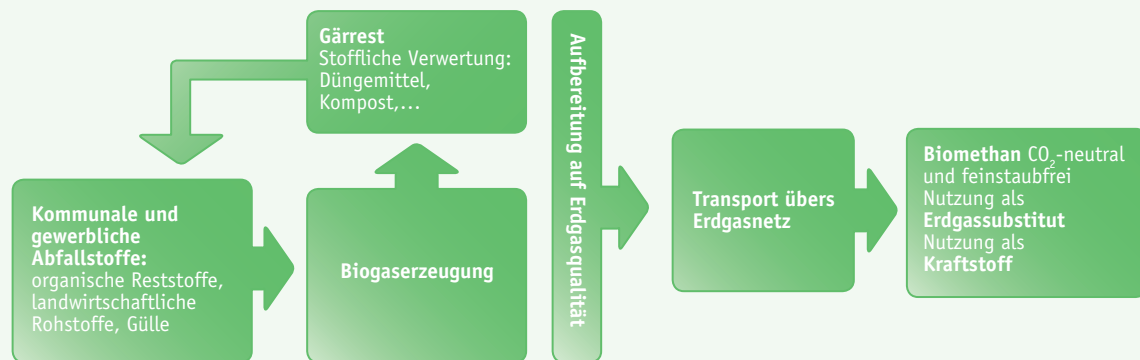 Gärrest
Stoffliche Verwertung:
Düngemittel,
Kompost,...
Kommunale und
gewerbliche
Abfallstoffe:
organische Reststoffe,
landwirtschaftliche
Rohstoffe, Gülle
Biogaserzeugung
Aufbereitung auf Erdgasqualität
Transport übers
Erdgasnetz
Biomethan CO₂-neutral
und feinstaubfrei
Nutzung als
Erdgassubstitut
Nutzung als
Kraftstoff